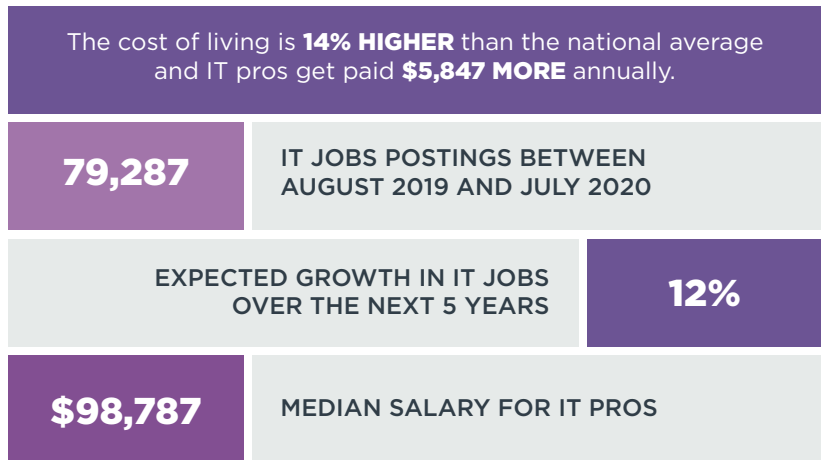 The cost of living is 14% HIGHER than the national average
and IT pros get paid $5,847 MORE annually.
79,287
IT JOBS POSTINGS BETWEEN
AUGUST 2019 AND JULY 2020
EXPECTED GROWTH IN IT JOBS
OVER THE NEXT 5 YEARS
12%
$98,787
MEDIAN SALARY FOR IT PROS